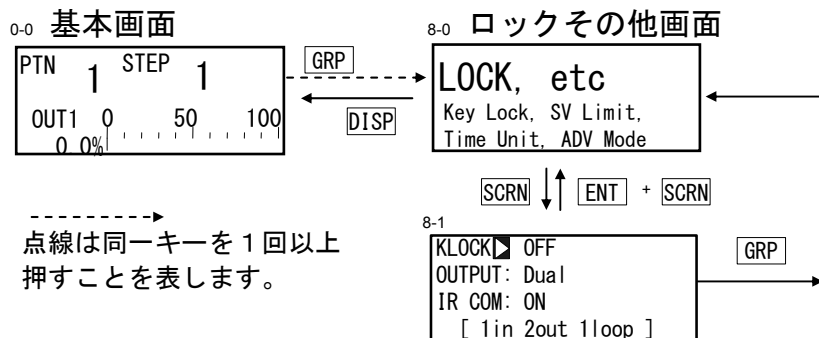 0-0 基本画面
PTN 1 STEP 1
OUT1 0 50 100
0.0%
GRP
DISP
8-0 ロックその他画面
LOCK, etc
Key Lock, SV Limit,
Time Unit, ADV Mode
SCRN ENT + SCRN
点線は同一キーを1回以上
押すことを表します。
8-1
KLOCK OFF
OUTPUT: Dual
IR COM: ON
[ 1in 2out 1loop ]
GRP